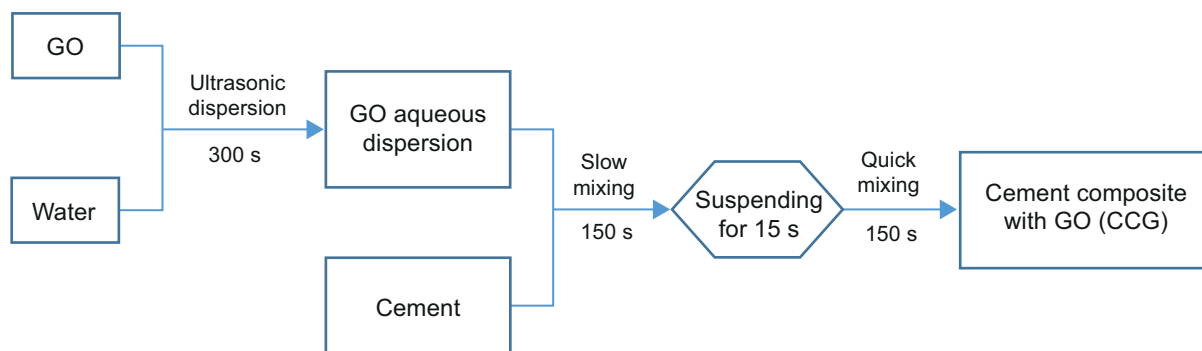 GO
Water
Ultrasonic
dispersion
300 s
GO aqueous
dispersion
Cement
Slow
mixing
150 s
Suspending
for 15 s
Quick
mixing
150 s
Cement composite
with GO (CCG)